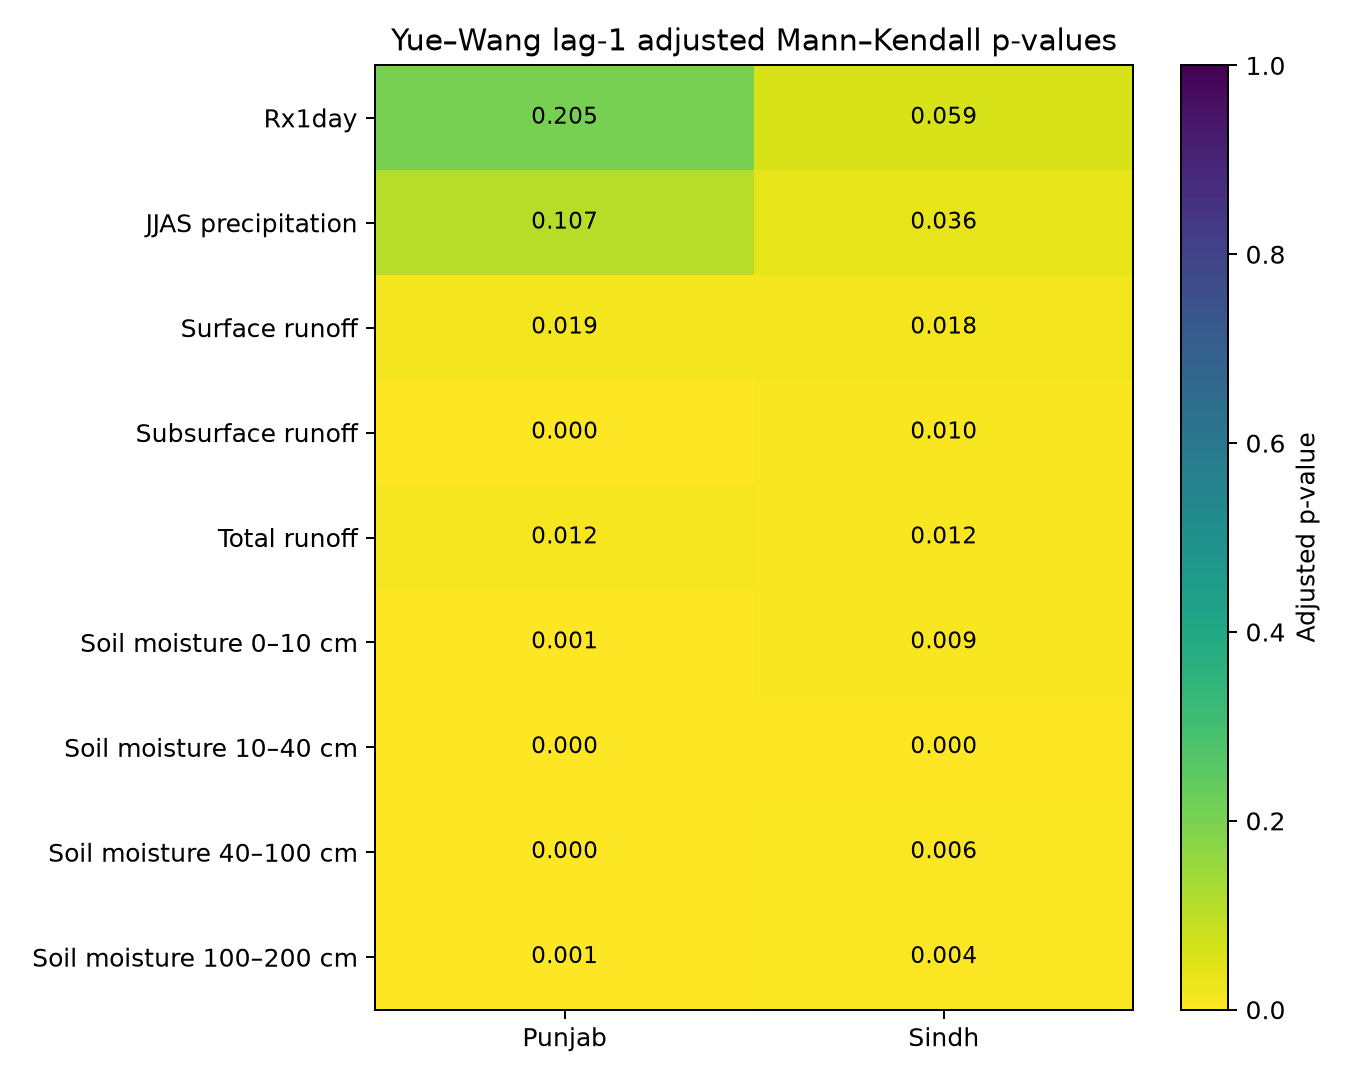 Yue–Wang lag-1 adjusted Mann–Kendall p-values
Rx1day 0.205 0.059
JJAS precipitation 0.107 0.036
Surface runoff 0.019 0.018
Subsurface runoff 0.000 0.010
Total runoff 0.012 0.012
Soil moisture 0–10 cm 0.001 0.009
Soil moisture 10–40 cm 0.000 0.000
Soil moisture 40–100 cm 0.000 0.006
Soil moisture 100–200 cm 0.001 0.004
Punjab Sindh
1.0
0.8
0.6
0.4
0.2
0.0
Adjusted p-value